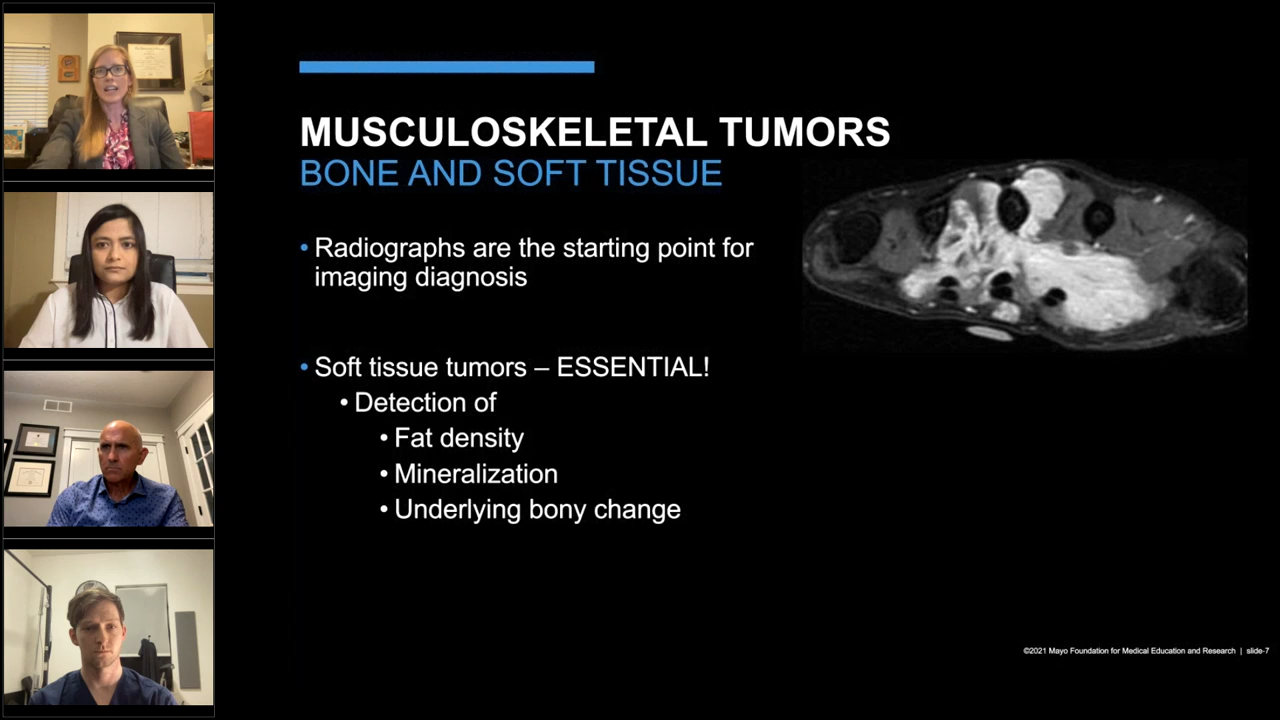 MUSCULOSKELETAL TUMORS
BONE AND SOFT TISSUE
• Radiographs are the starting point for
imaging diagnosis
• Soft tissue tumors – ESSENTIAL!
• Detection of
• Fat density
• Mineralization
• Underlying bony change
©2021 Mayo Foundation for Medical Education and Research | slide-7